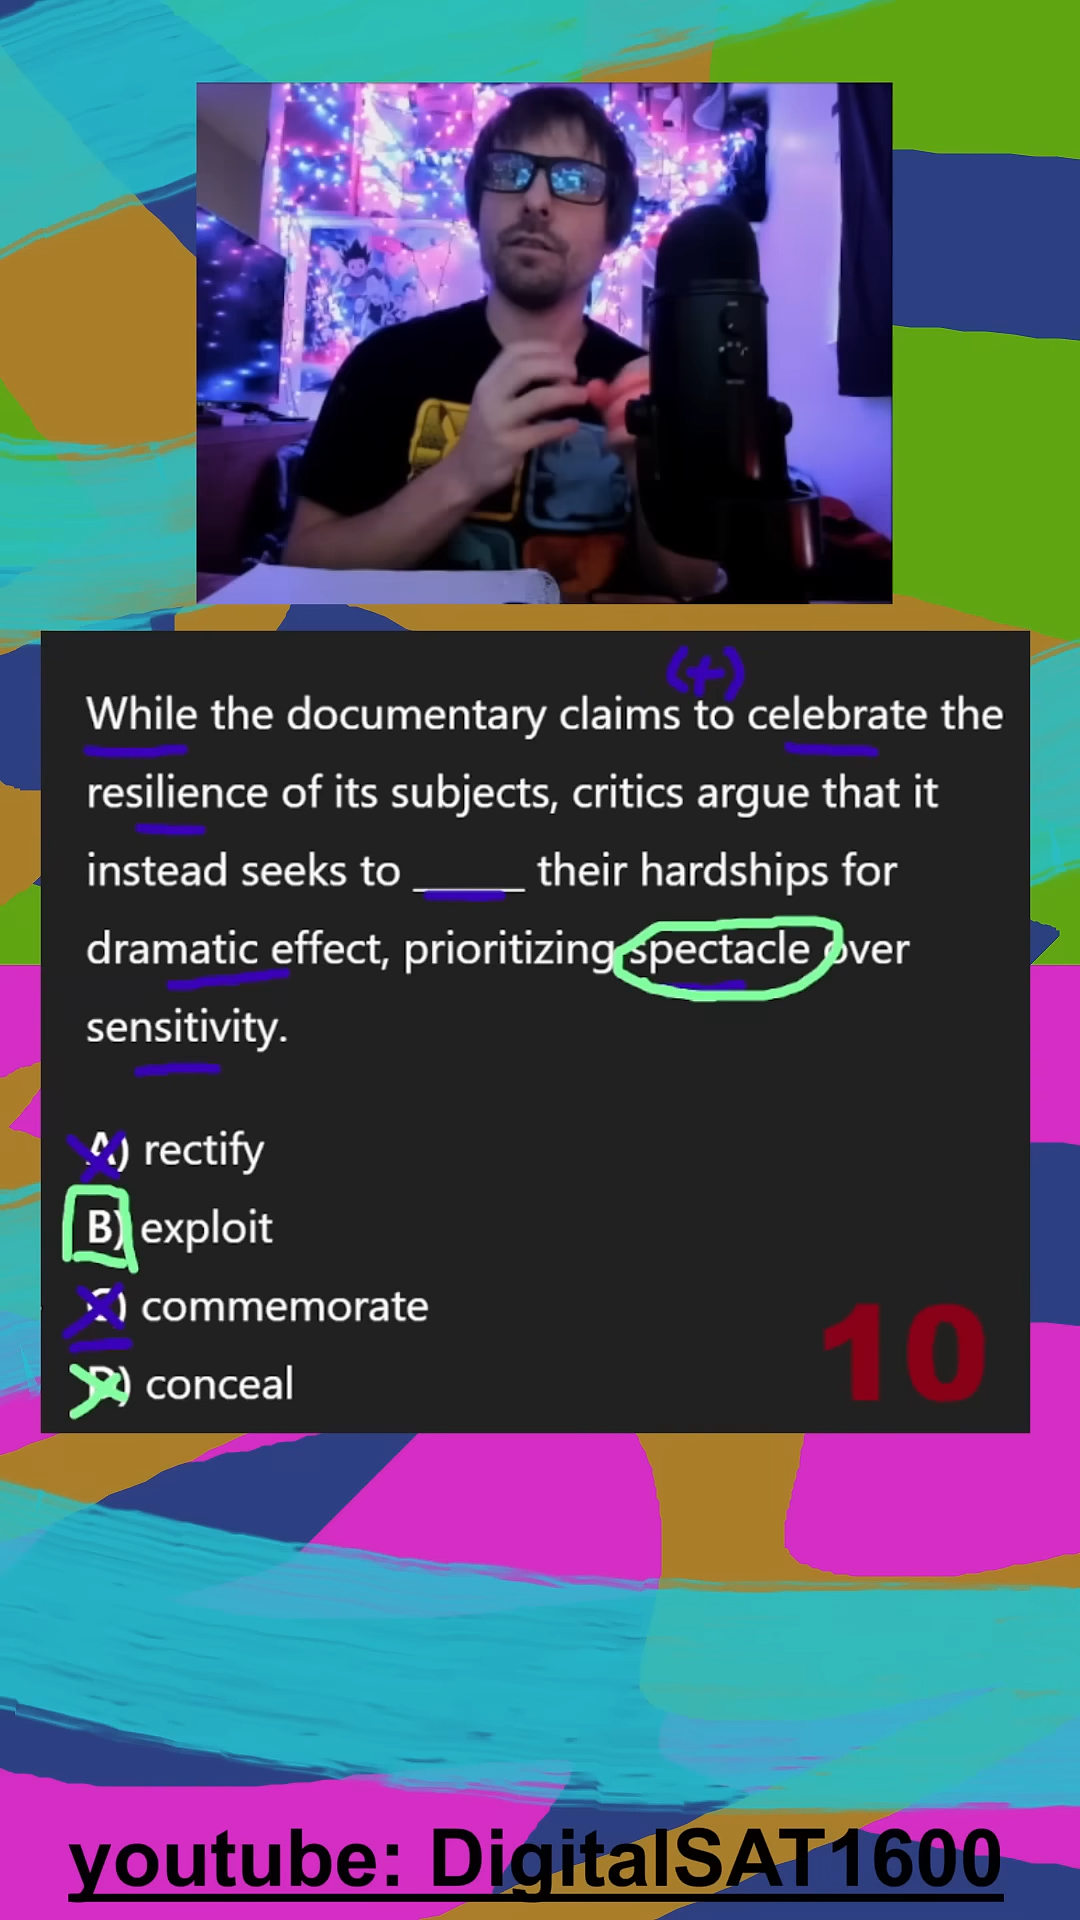 (+)
While the documentary claims to celebrate the
resilience of its subjects, critics argue that it
instead seeks to _____ their hardships for
dramatic effect, prioritizing spectacle over
sensitivity.
A) rectify
B) exploit
C) commemorate
D) conceal
10
youtube: DigitalSAT1600